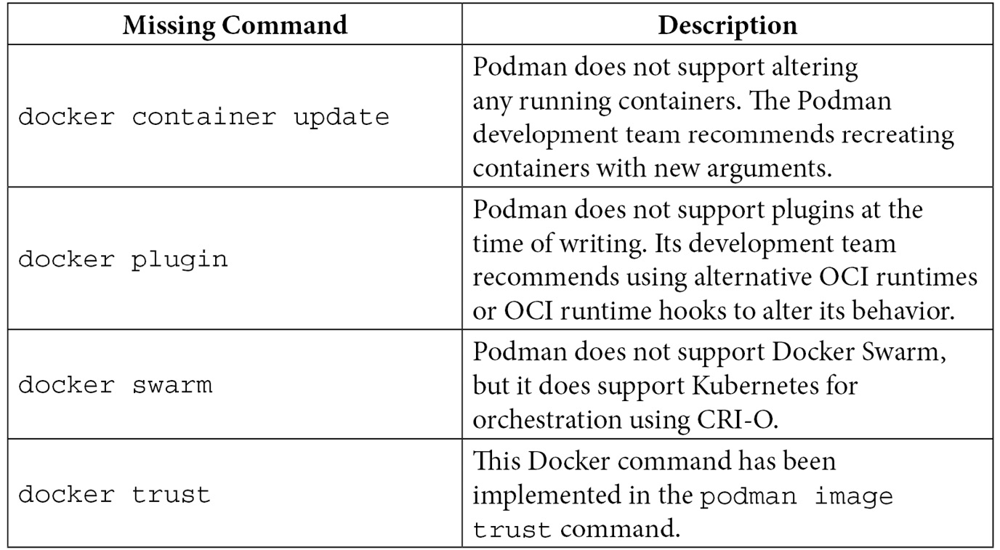 Missing Command
Description
docker container update
Podman does not support altering
any running containers. The Podman
development team recommends recreating
containers with new arguments.
docker plugin
Podman does not support plugins at the
time of writing. Its development team
recommends using alternative OCI runtimes
or OCI runtime hooks to alter its behavior.
docker swarm
Podman does not support Docker Swarm,
but it does support Kubernetes for
orchestration using CRI-O.
docker trust
This Docker command has been
implemented in the podman image
trust command.